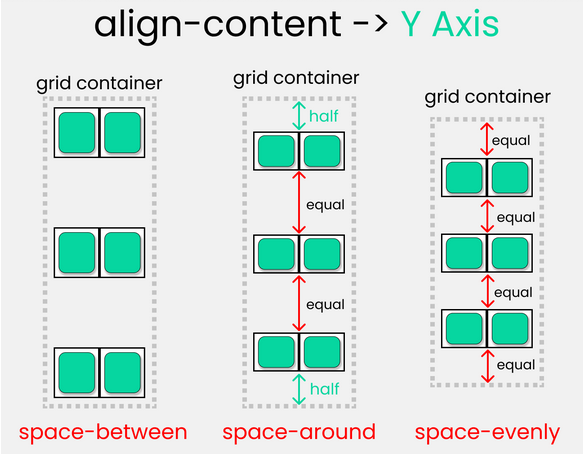 align-content -> Y Axis
grid container
grid container
grid container
half
equal
equal
half
equal
equal
equal
equal
space-between
space-around
space-evenly